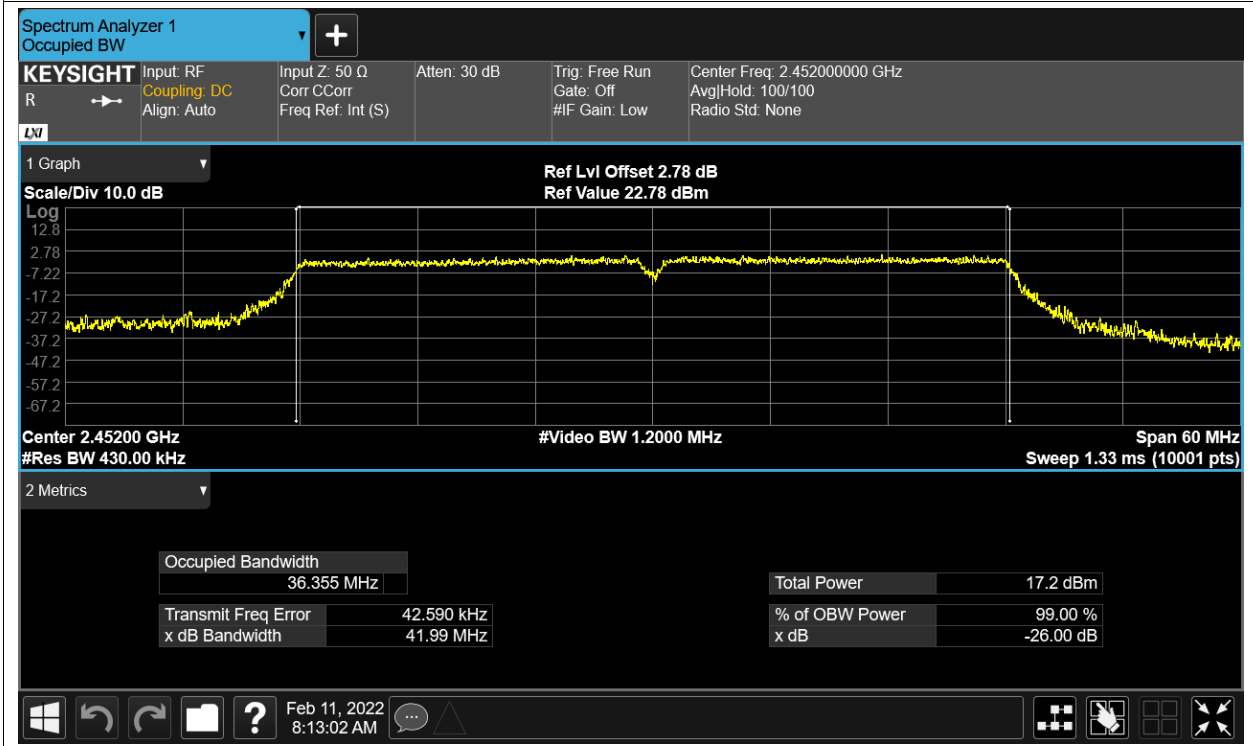 Spectrum Analyzer 1
Occupied BW
KEYSIGHT
R
LXI
Input: RF
Coupling: DC
Align: Auto
Input Z: 50 Ω
Corr CCorr
Freq Ref: Int (S)
Atten: 30 dB
Trig: Free Run
Gate: Off
#IF Gain: Low
Center Freq: 2.452000000 GHz
Avg|Hold: 100/100
Radio Std: None
1 Graph
Scale/Div 10.0 dB
Ref Lvl Offset 2.78 dB
Ref Value 22.78 dBm
Log
12.8
2.78
-7.22
-17.2
-27.2
-37.2
-47.2
-57.2
-67.2
Center 2.45200 GHz
#Res BW 430.00 kHz
#Video BW 1.2000 MHz
Span 60 MHz
Sweep 1.33 ms (10001 pts)
2 Metrics
Occupied Bandwidth
36.355 MHz
Transmit Freq Error 42.590 kHz
x dB Bandwidth 41.99 MHz
Total Power 17.2 dBm
% of OBW Power 99.00 %
x dB -26.00 dB
?
Feb 11, 2022
8:13:02 AM